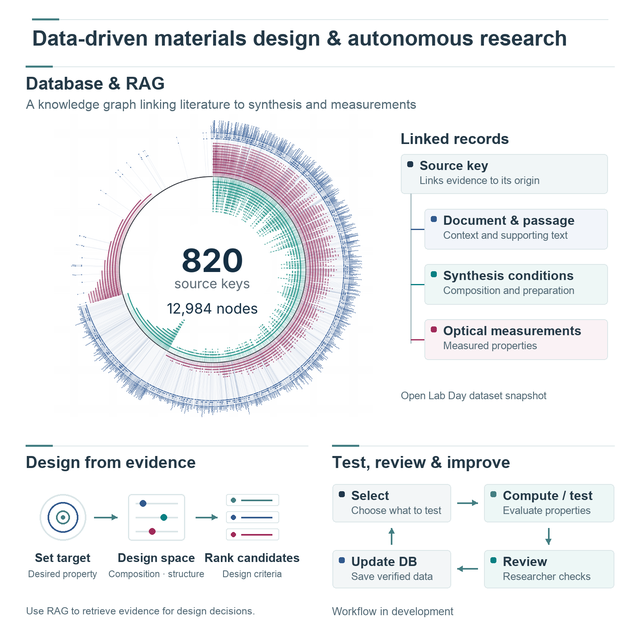 Data-driven materials design & autonomous research
Database & RAG
A knowledge graph linking literature to synthesis and measurements
820
source keys
12,984 nodes
Linked records
Source key
Links evidence to its origin
Document & passage
Context and supporting text
Synthesis conditions
Composition and preparation
Optical measurements
Measured properties
Open Lab Day dataset snapshot
Design from evidence
Set target
Desired property
Design space
Composition · structure
Rank candidates
Design criteria
Use RAG to retrieve evidence for design decisions.
Test, review & improve
Select
Choose what to test
Compute / test
Evaluate properties
Update DB
Save verified data
Review
Researcher checks
Workflow in development